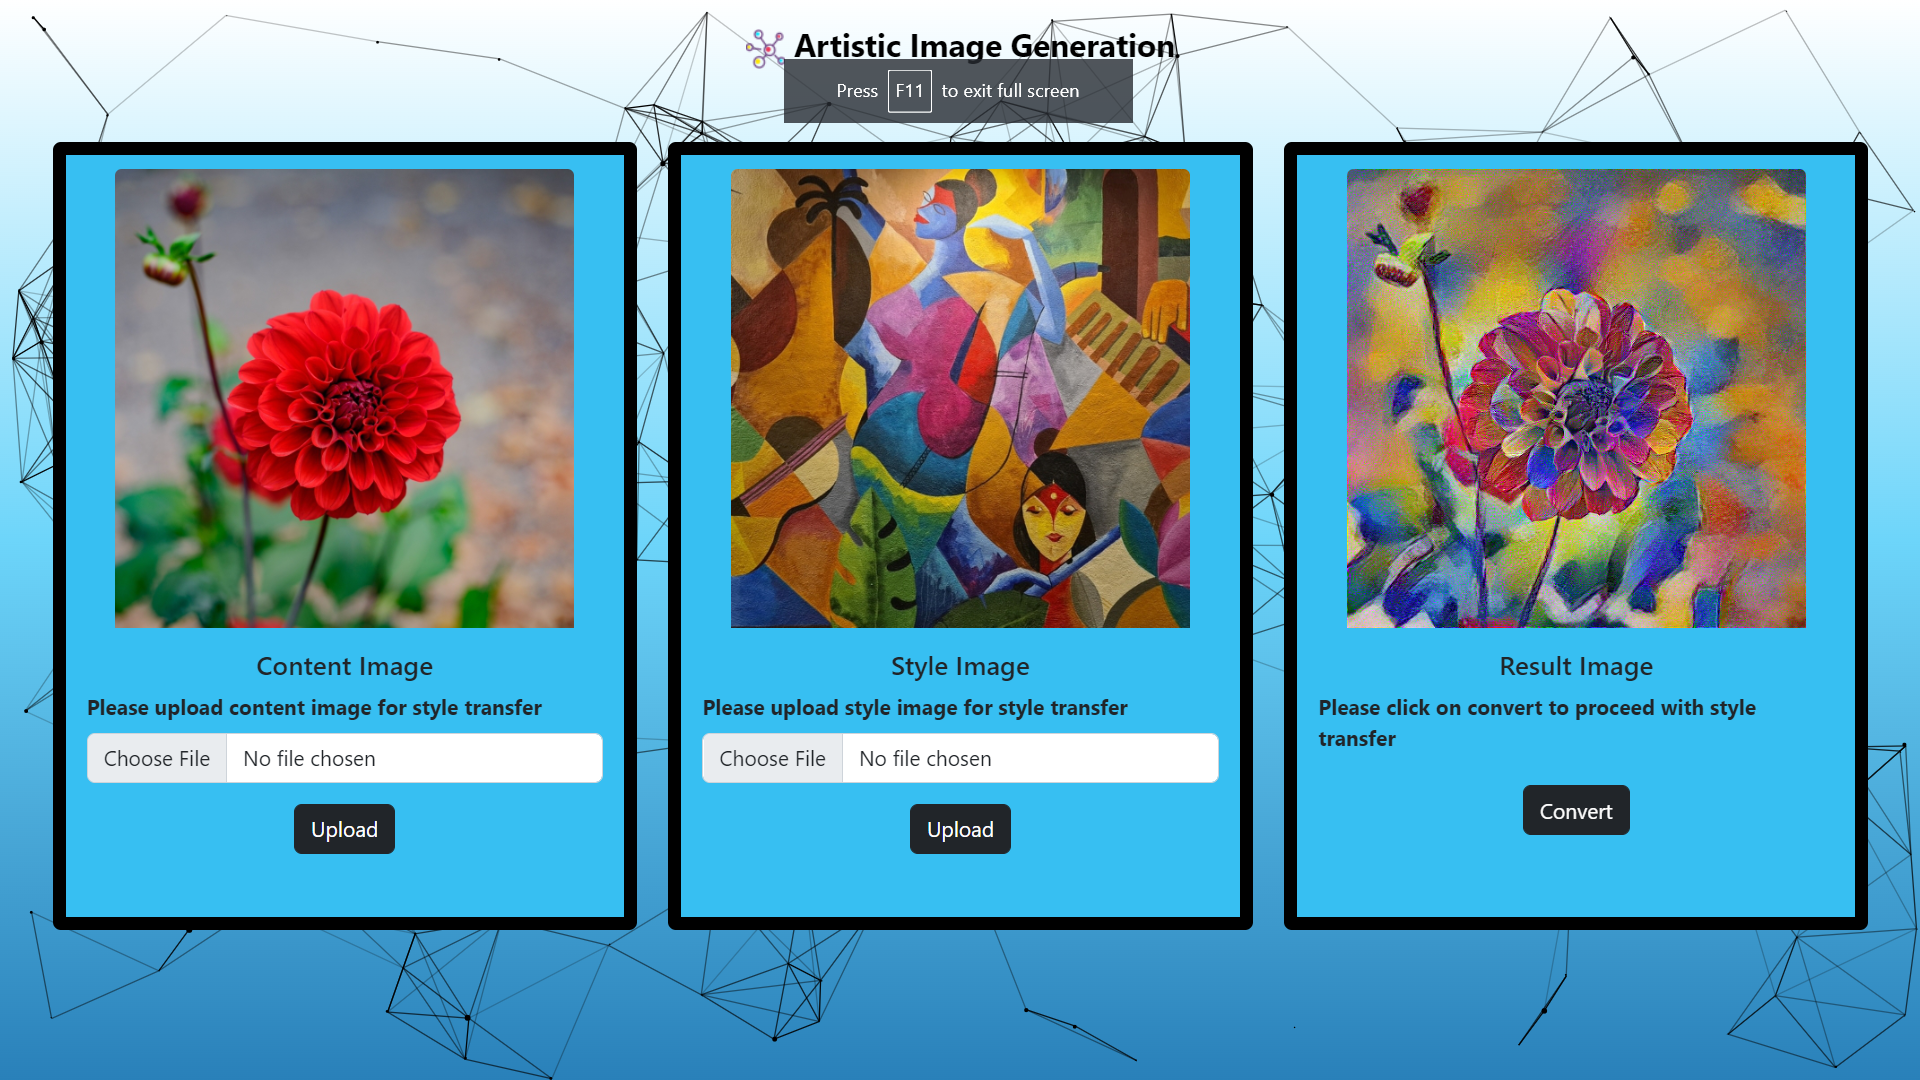 Artistic Image Generation
Press F11 to exit full screen
Content Image
Please upload content image for style transfer
Choose File No file chosen
Upload
Style Image
Please upload style image for style transfer
Choose File No file chosen
Upload
Result Image
Please click on convert to proceed with style
transfer
Convert